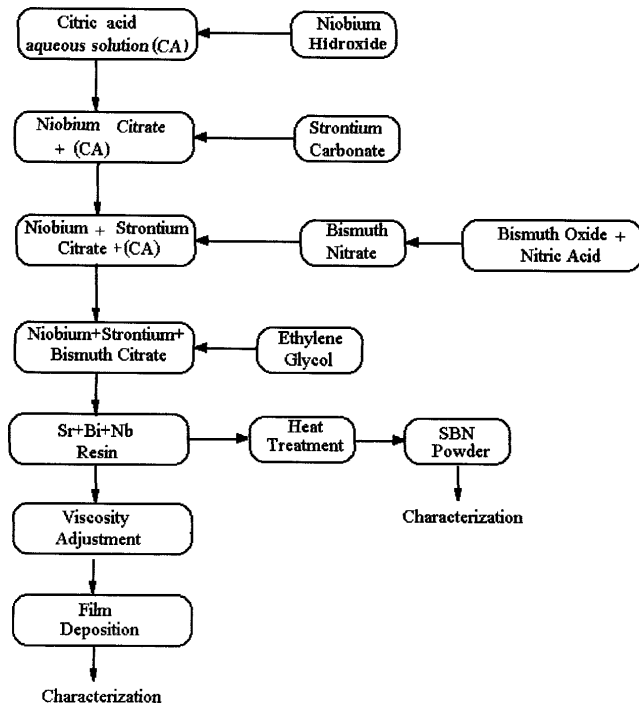 Citric acid
aqueous solution (CA)
Niobium
Hidroxide
Niobium Citrate
+ (CA)
Strontium
Carbonate
Niobium + Strontium
Citrate +(CA)
Bismuth
Nitrate
Bismuth Oxide +
Nitric Acid
Niobium+Strontium+
Bismuth Citrate
Ethylene
Glycol
Sr+Bi+Nb
Resin
Heat
Treatment
SBN
Powder
Characterization
Viscosity
Adjustment
Film
Deposition
Characterization